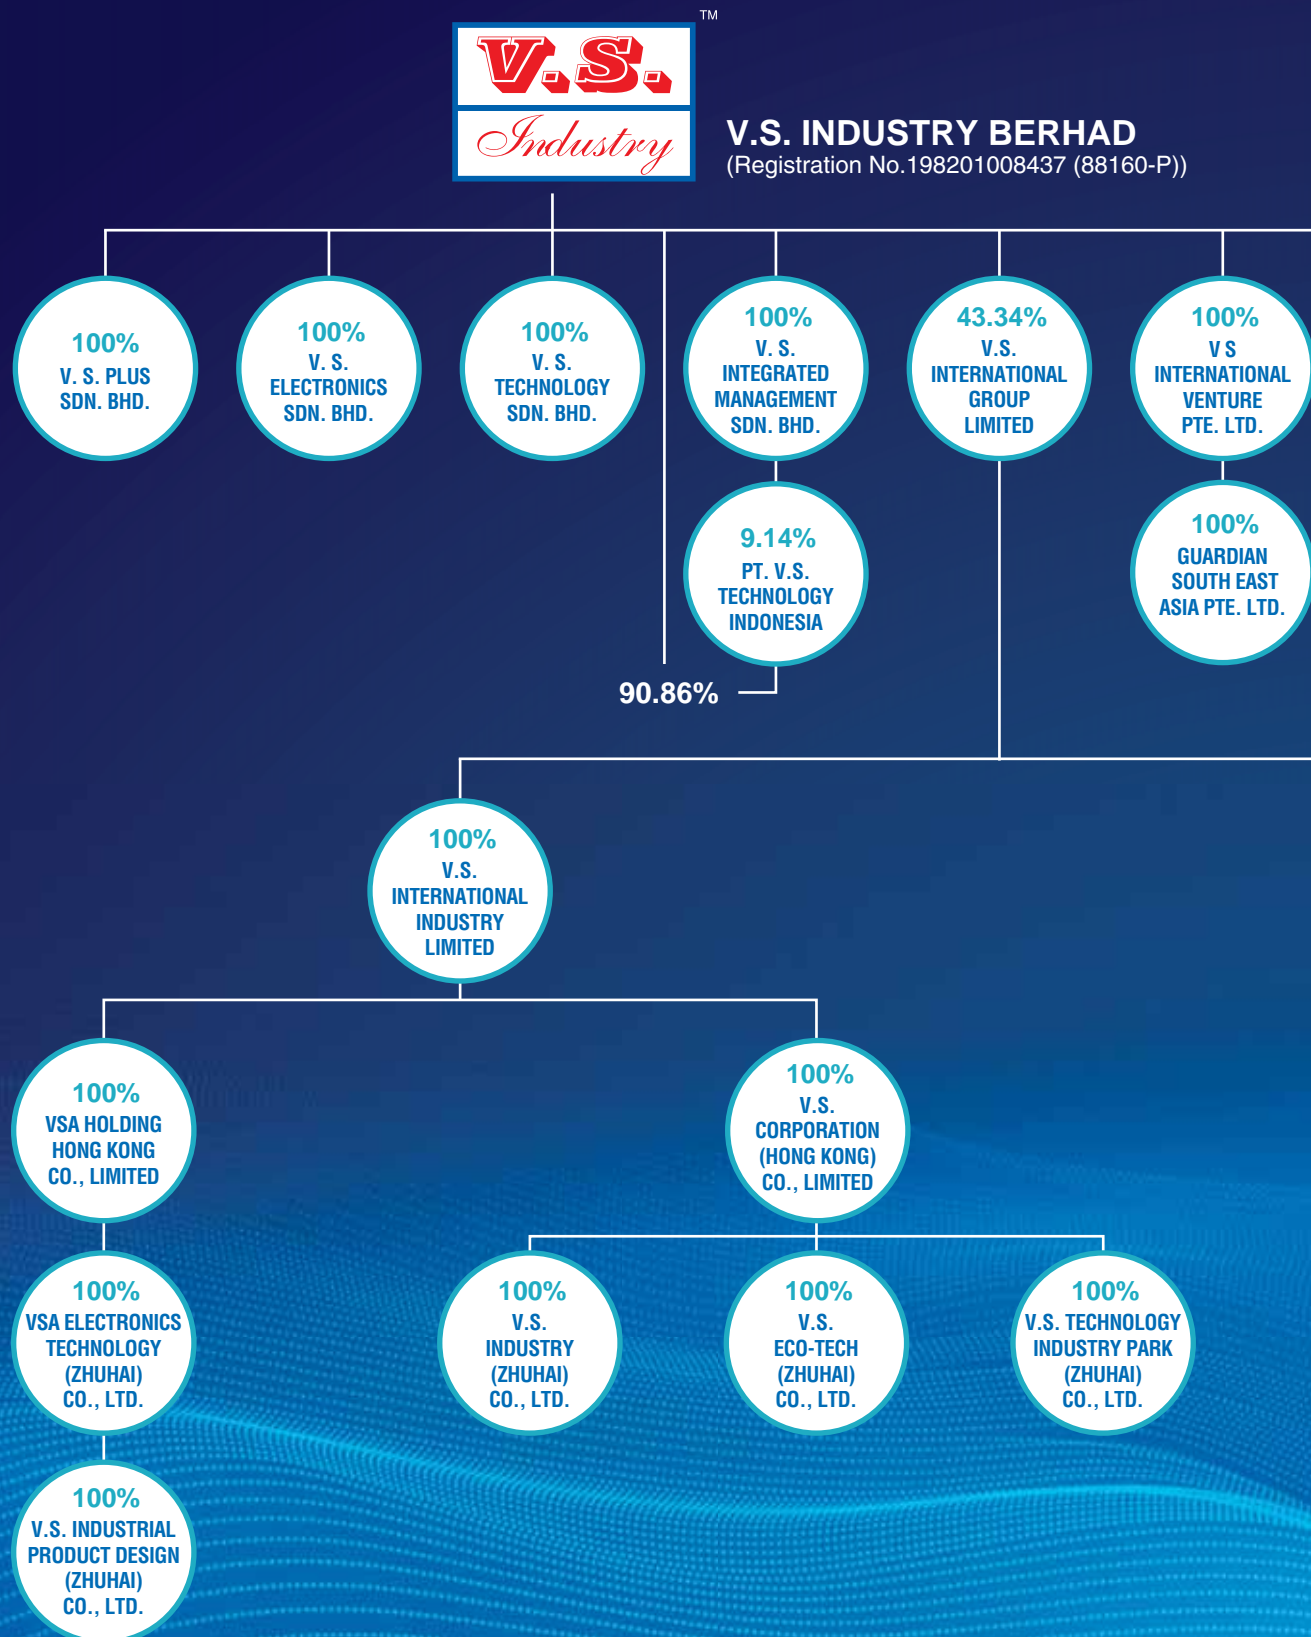 TM
V.S.
Industry
V.S. INDUSTRY BERHAD
(Registration No.198201008437 (88160-P))
100%
V. S. PLUS
SDN. BHD.
100%
V. S.
ELECTRONICS
SDN. BHD.
100%
V. S.
TECHNOLOGY
SDN. BHD.
100%
V. S.
INTEGRATED
MANAGEMENT
SDN. BHD.
43.34%
V.S.
INTERNATIONAL
GROUP
LIMITED
100%
V S
INTERNATIONAL
VENTURE
PTE. LTD.
9.14%
PT. V.S.
TECHNOLOGY
INDONESIA
100%
GUARDIAN
SOUTH EAST
ASIA PTE. LTD.
90.86%
100%
V.S.
INTERNATIONAL
INDUSTRY
LIMITED
100%
VSA HOLDING
HONG KONG
CO., LIMITED
100%
V.S.
CORPORATION
(HONG KONG)
CO., LIMITED
100%
VSA ELECTRONICS
TECHNOLOGY
(ZHUHAI)
CO., LTD.
100%
V.S.
INDUSTRY
(ZHUHAI)
CO., LTD.
100%
V.S.
ECO-TECH
(ZHUHAI)
CO., LTD.
100%
V.S. TECHNOLOGY
INDUSTRY PARK
(ZHUHAI)
CO., LTD.
100%
V.S. INDUSTRIAL
PRODUCT DESIGN
(ZHUHAI)
CO., LTD.